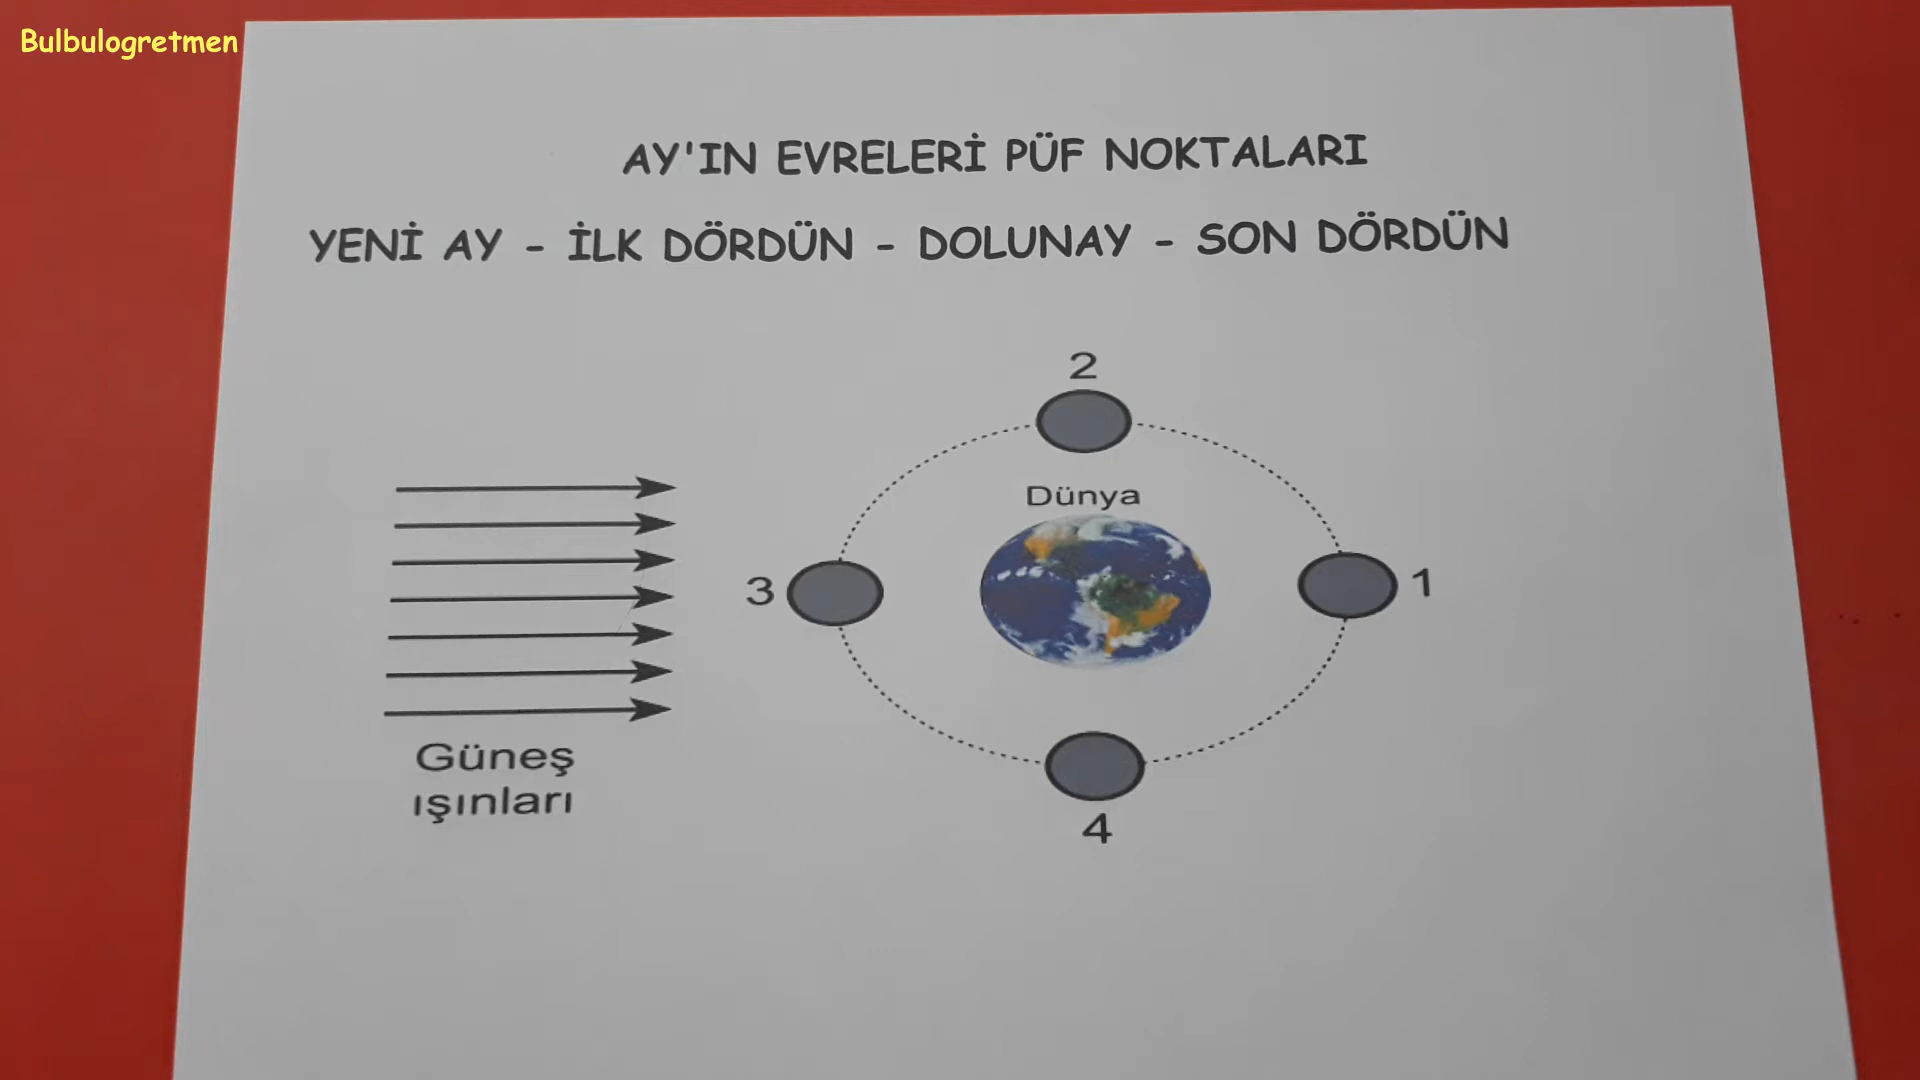 Bulbulogretmen
AY'IN EVRELERİ PÜF NOKTALARI
YENİ AY - İLK DÖRDÜN - DOLUNAY - SON DÖRDÜN
2
Dünya
3
1
Güneş
ışınları
4